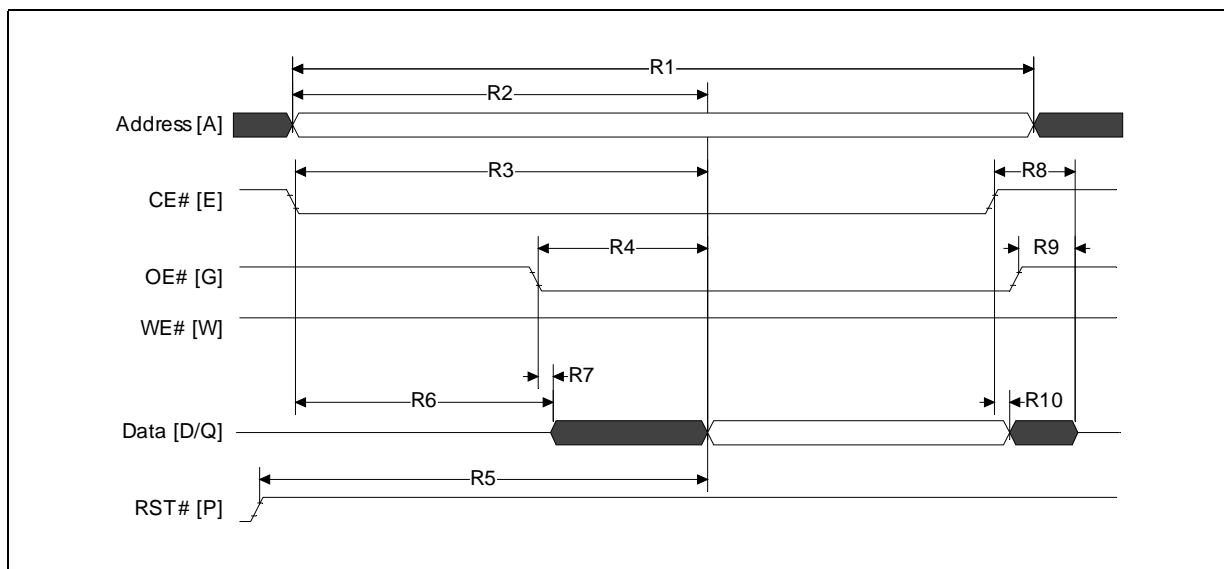 R1
R2
Address [A]
R3
R8
CE# [E]
R4
R9
OE# [G]
WE# [W]
R7
R6
R10
Data [D/Q]
R5
RST# [P]